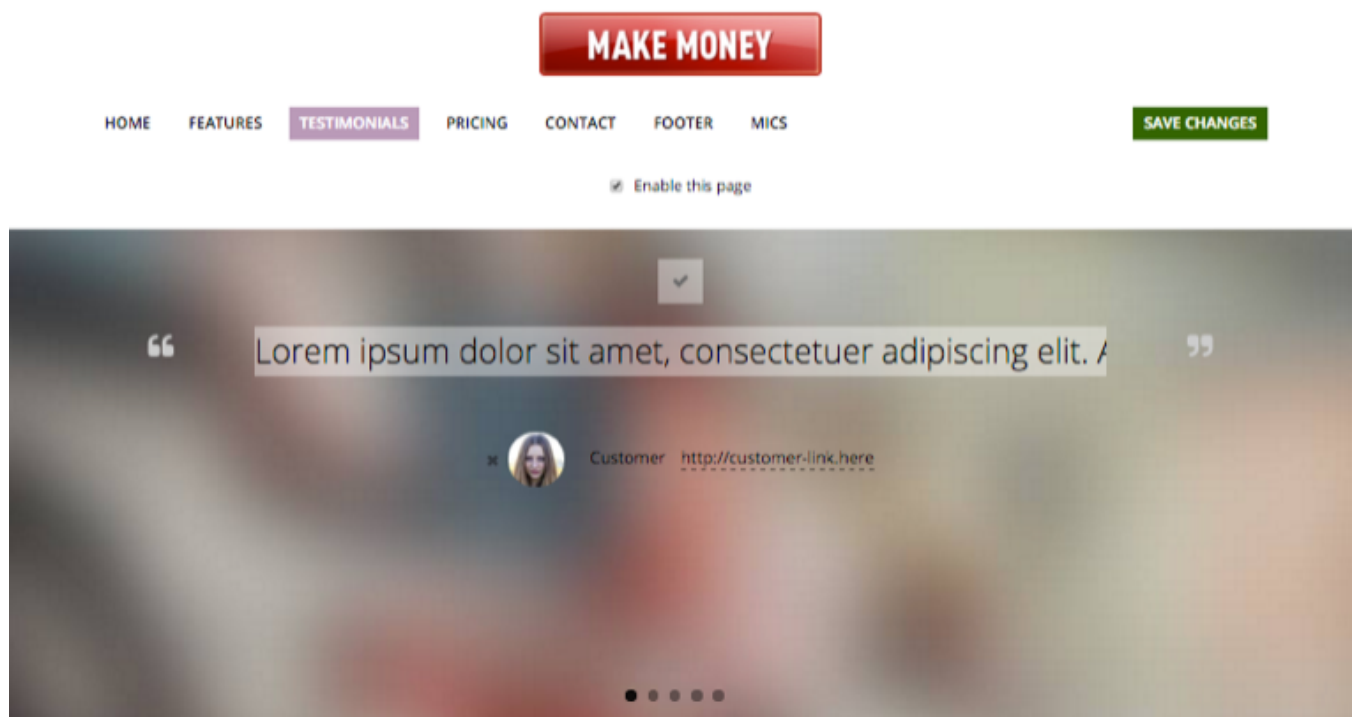 MAKE MONEY
HOME FEATURES TESTIMONIALS PRICING CONTACT FOOTER MICS SAVE CHANGES
Enable this page
“ Lorem ipsum dolor sit amet, consectetuer adipiscing elit. A ”
Customer http://customer-link.here